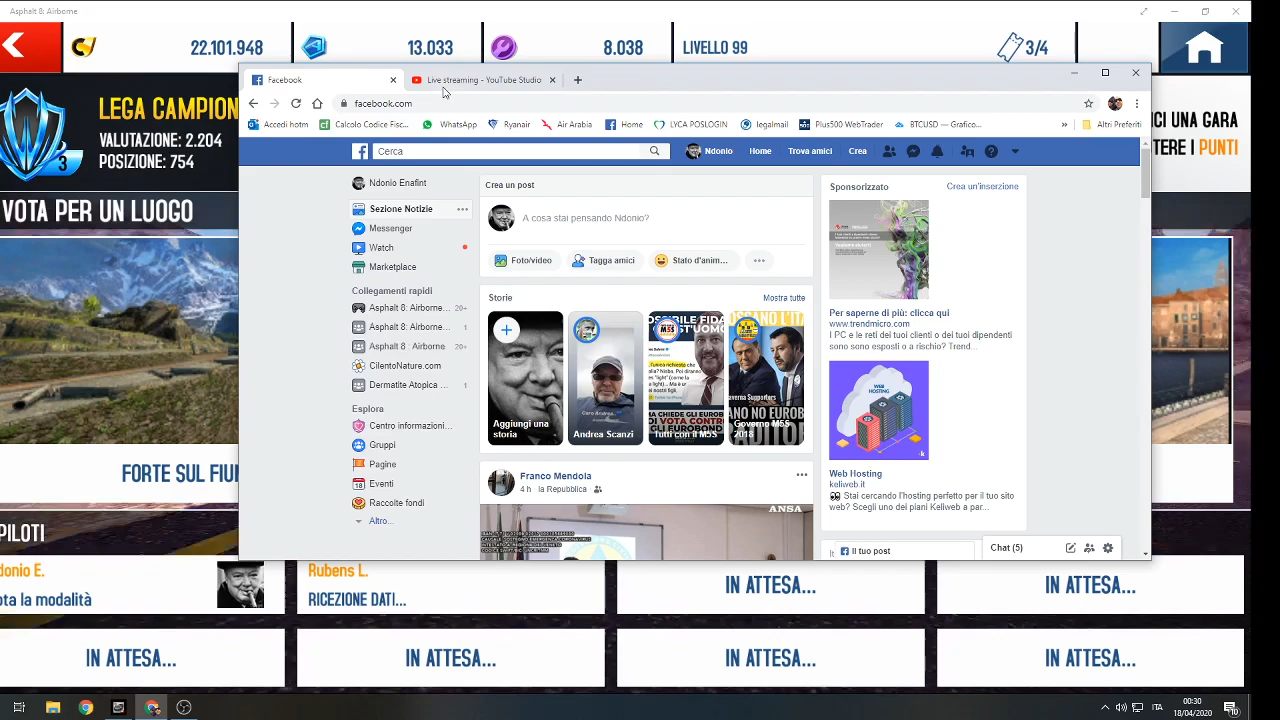 Asphalt 8: Airborne
22.101.948
13.033
8.038
LIVELLO 99
3/4
LEGA CAMPION
VALUTAZIONE: 2.204
POSIZIONE: 754
3
ICI UNA GARA
TERE I PUNTI
VOTA PER UN LUOGO
FORTE SUL FIUM
PILOTI
Facebook
Live streaming - YouTube Studio
facebook.com
Accedi hotm
Calcolo Codice Fisc...
WhatsApp
Ryanair
Air Arabia
Home
LYCA POSLOGIN
legalmail
Plus500 WebTrader
BTCUSD — Grafico...
»
Altri Preferiti
Cerca
Ndonio
Home
Trova amici
Crea
Ndonio Enafint
Sezione Notizie
Messenger
Watch
Marketplace
Collegamenti rapidi
Asphalt 8: Airborne... 20+
Asphalt 8: Airborne... 1
Asphalt 8 : Airborne 20+
CilentoNature.com
Dermatite Atopica ... 1
Esplora
Centro informazioni...
Gruppi
Pagine
Eventi
Raccolte fondi
Altro...
Crea un post
A cosa stai pensando Ndonio?
Foto/video
Tagga amici
Stato d'anim...
Storie
Mostra tutte
Aggiungi una
storia
Andrea Scanzi
Tutti con il M5S
Governo M5S
2018
Franco Mendola
4 h
la Repubblica
ANSA
Sponsorizzato
Crea un'inserzione
Per saperne di più: clicca qui
www.trendmicro.com
I PC e le reti del tuo clienti o dei tuoi dipendenti
sono sono esposti o a rischio? Trend...
Web Hosting
keliweb.it
Stai cercando l'hosting perfetto per il tuo sito
web? Scegli uno dei piani Keliweb a par...
Il tuo post
Chat (5)
donio E.
ota la modalità
Rubens L.
RICEZIONE DATI...
IN ATTESA...
IN ATTESA...
IN ATTESA...
IN ATTESA...
IN ATTESA...
IN ATTESA...
ITA
00:30
18/04/2020
10